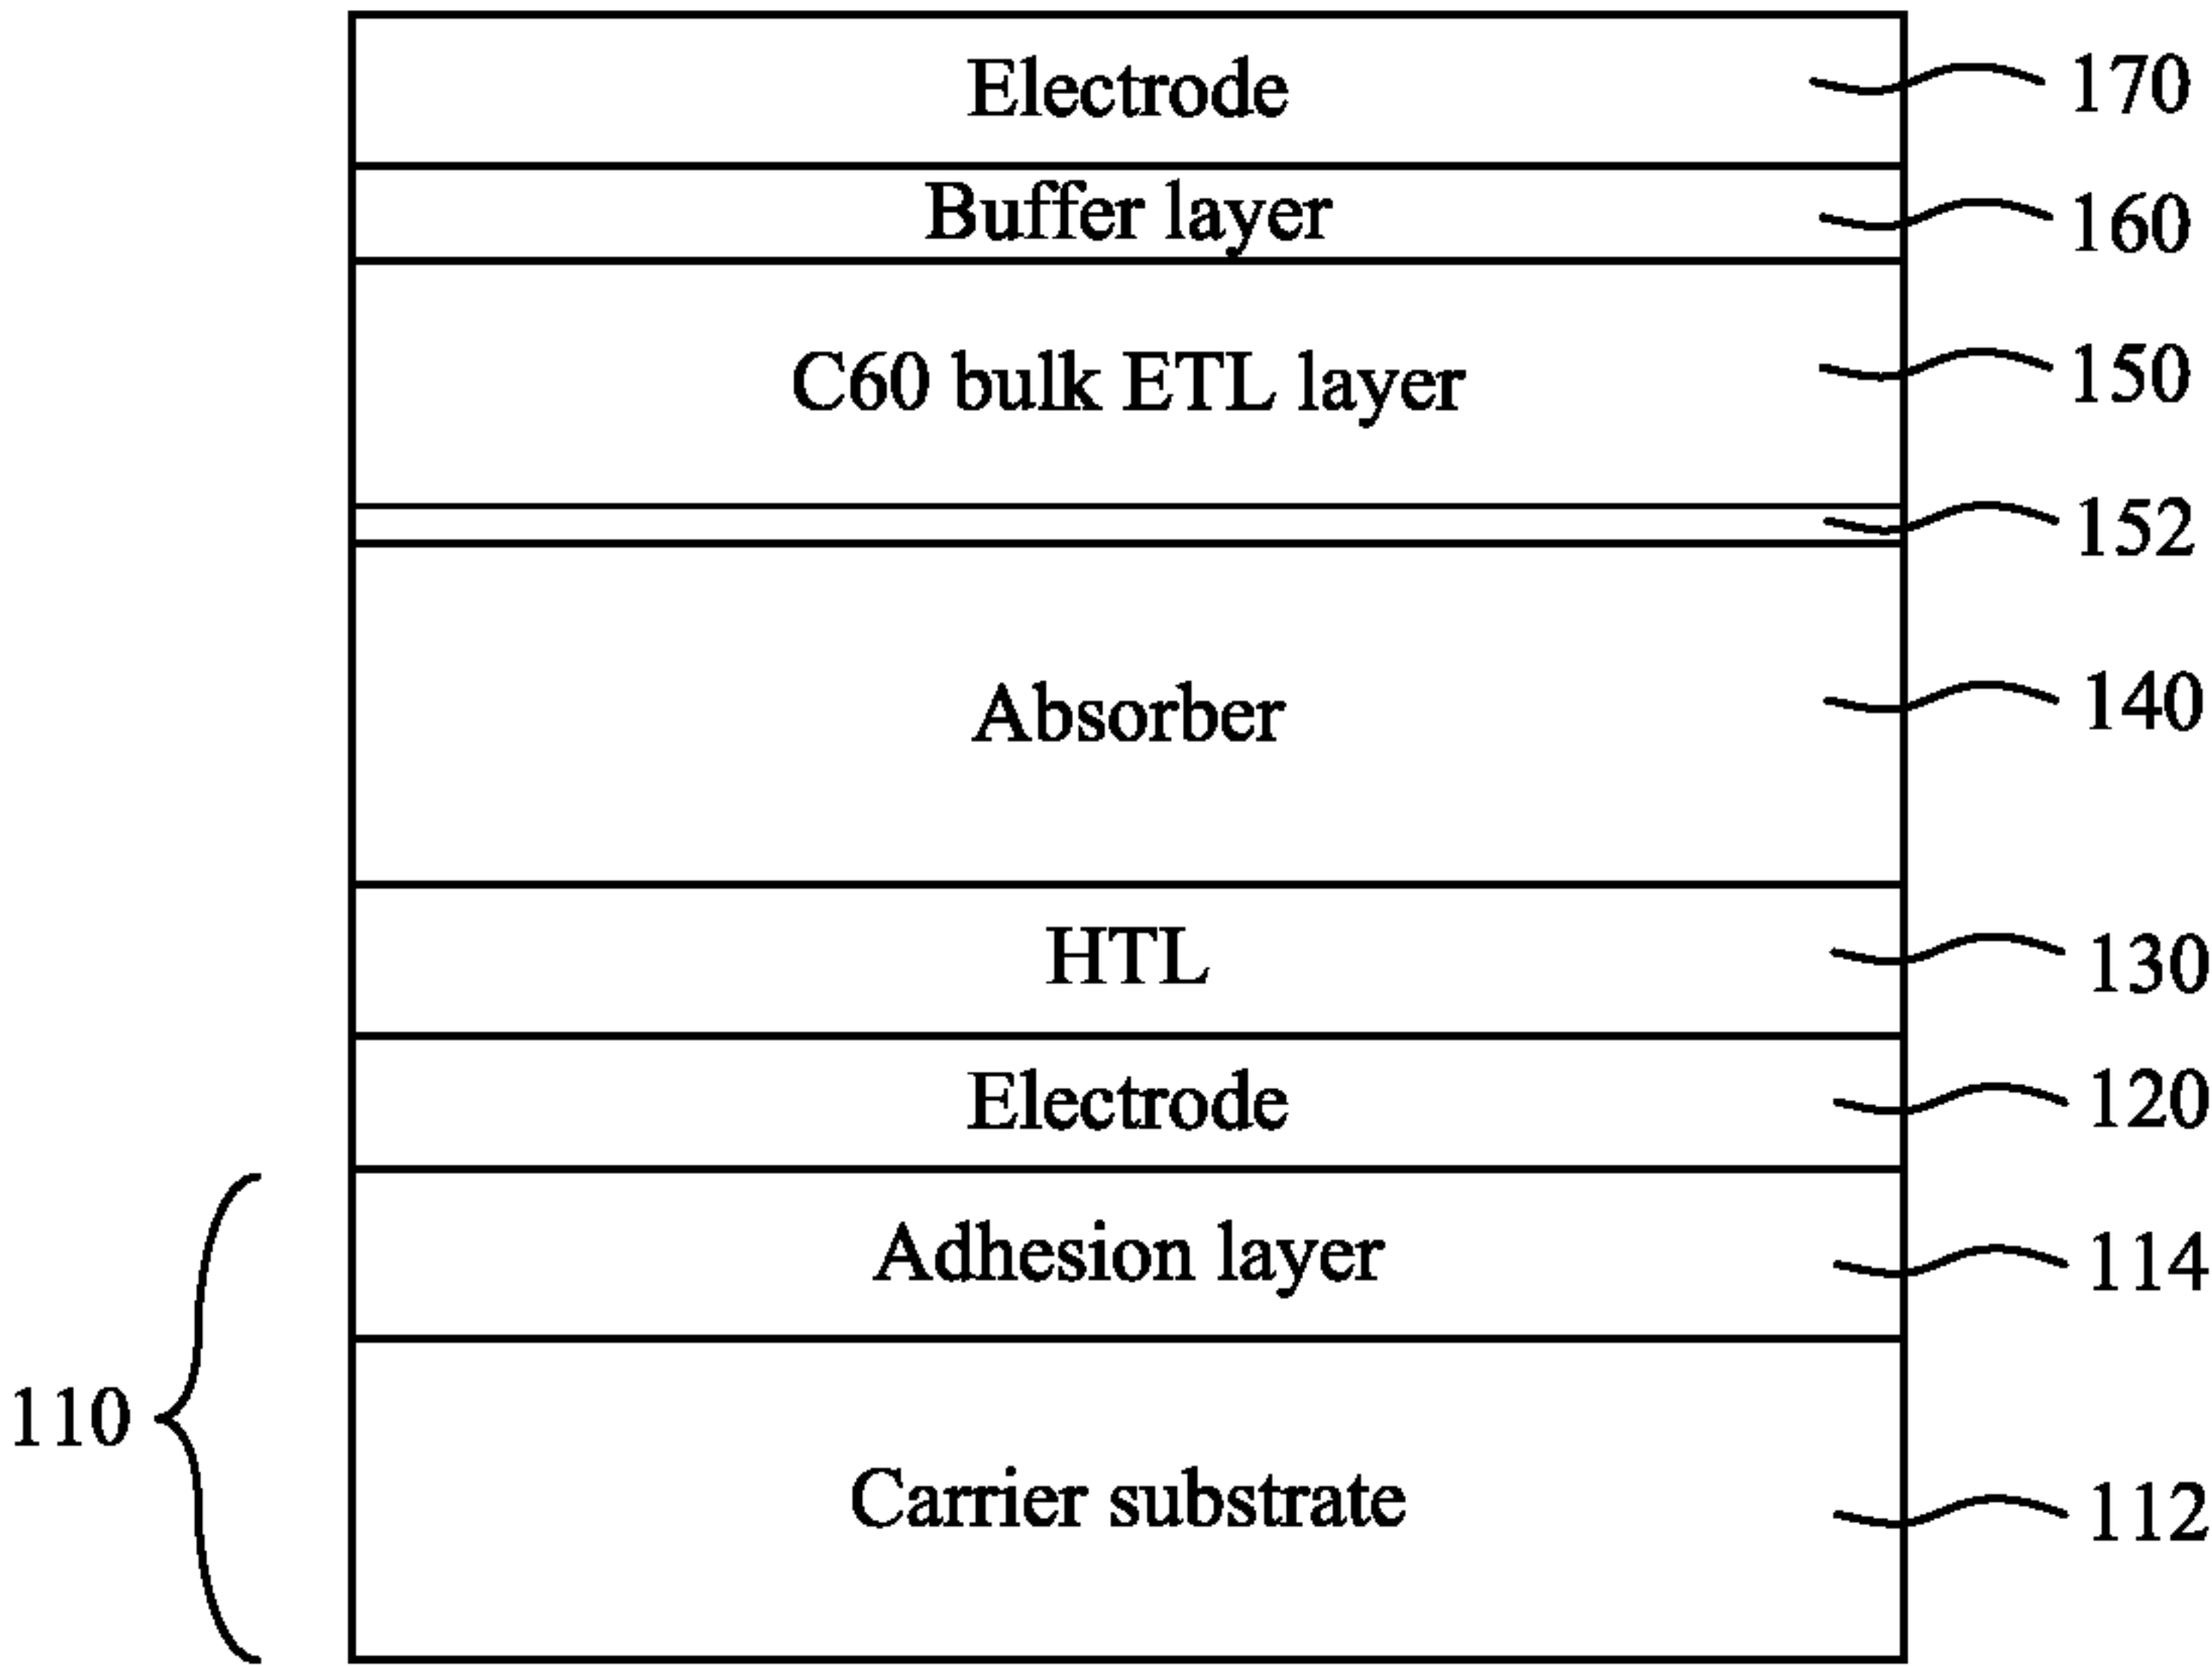 Electrode 170
Buffer layer 160
C60 bulk ETL layer 150
152
Absorber 140
HTL 130
Electrode 120
Adhesion layer 114
110
Carrier substrate 112